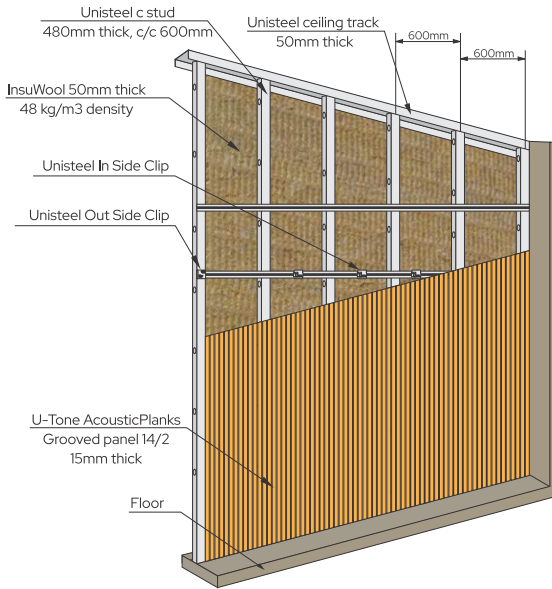 Unisteel c stud
480mm thick, c/c 600mm
Unisteel ceiling track
50mm thick
600mm
600mm
InsuWool 50mm thick
48 kg/m3 density
Unisteel In Side Clip
Unisteel Out Side Clip
U-Tone AcousticPlanks
Grooved panel 14/2
15mm thick
Floor